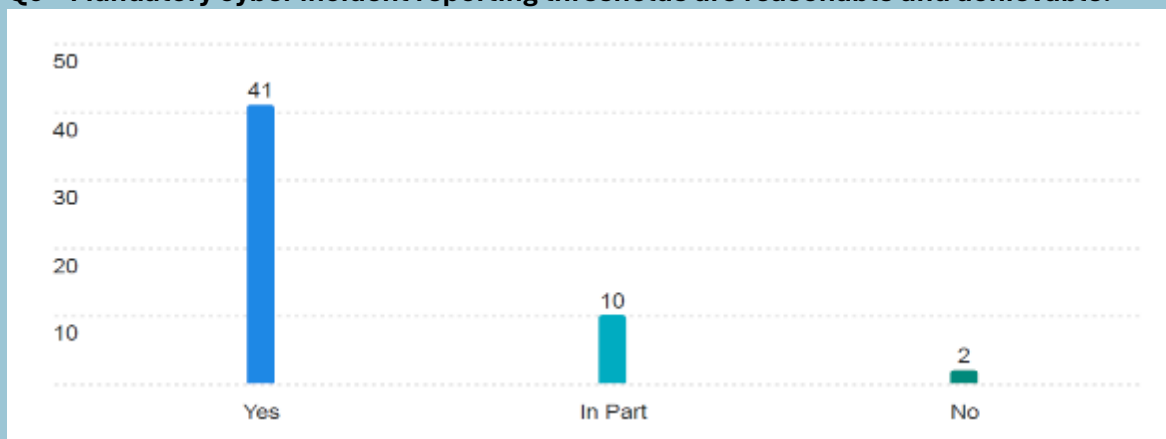 Mandatory cyber incident reporting thresholds are reasonable and achievable.
50
41
40
30
20
10
10
2
Yes
In Part
No